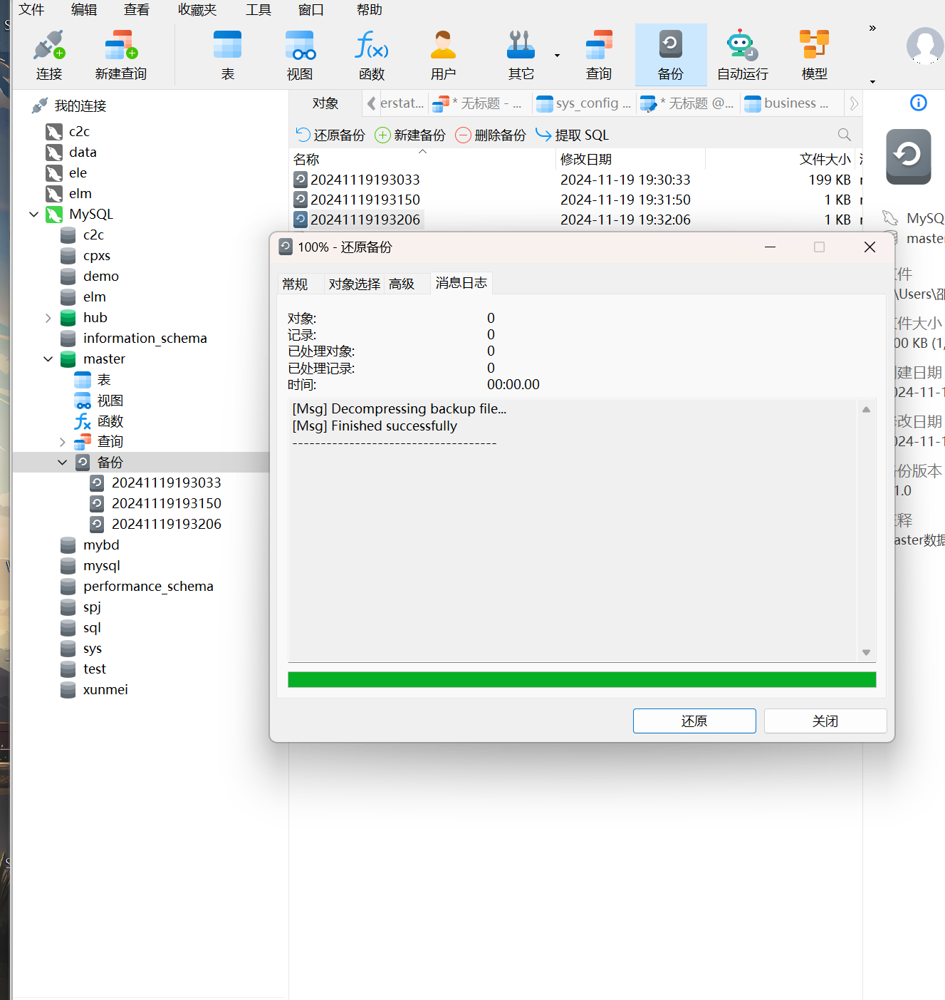 文件 编辑 查看 收藏夹 工具 窗口 帮助
连接 新建查询 表 视图 函数 用户 其它 查询 备份 自动运行 模型
我的连接
c2c
data
ele
elm
MySQL
c2c
cpxs
demo
elm
hub
information_schema
master
表
视图
函数
查询
备份
20241119193033
20241119193150
20241119193206
mybd
mysql
performance_schema
spj
sql
sys
test
xunmei
对象 erstat... * 无标题 - ... sys_config ... * 无标题 @... business ...
还原备份 新建备份 删除备份 提取 SQL
名称 修改日期 文件大小
20241119193033 2024-11-19 19:30:33 199 KB
20241119193150 2024-11-19 19:31:50 1 KB
20241119193206 2024-11-19 19:32:06 1 KB
100% - 还原备份
常规 对象选择 高级 消息日志
对象: 0
记录: 0
已处理对象: 0
已处理记录: 0
时间: 00:00.00
[Msg] Decompressing backup file...
[Msg] Finished successfully
------------------------------------
还原 关闭
MySQ
master
件
\Users\邵
件大小
00 KB (1,
建日期
024-11-1
改日期
024-11-1
份版本
1.0
释
aster数据